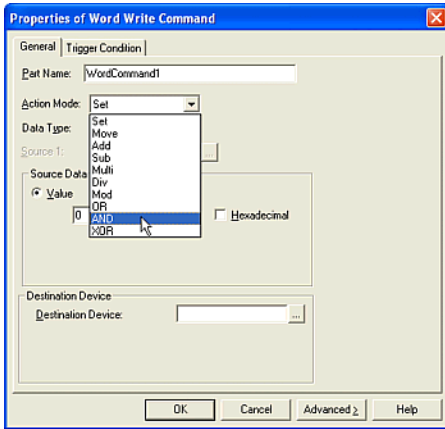 Properties of Word Write Command
General Trigger Condition
Part Name: WordCommand1
Action Mode: Set
Set
Move
Data Type: Add
Source 1: Sub ...
Multi
Source Data Div
Value Mod
OR
0 AND Hexadecimal
XOR
Destination Device
Destination Device: ...
OK Cancel Advanced > Help